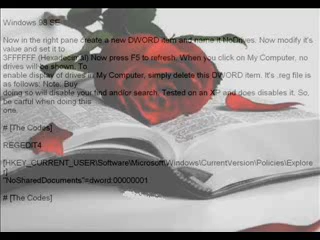 Windows 98 SE
Now in the right pane create a new DWORD item and name it NoDrives. Now modify it's
value and set it to
3FFFFFF (Hexadecimal) Now press F5 to refresh. When you click on My Computer, no
drives will be shown. To
enable display of drives in My Computer, simply delete this DWORD item. It's .reg file is
as follows: Note. Buy
doing so will disable your find and/or search. Tested on an XP and does disables it. So,
be carful when doing this
one.
# [The Codes]
REGEDIT4
[HKEY_CURRENT_USER\Software\Microsoft\Windows\CurrentVersion\Policies\Explore
r]
"NoSharedDocuments"=dword:00000001
# [The Codes]